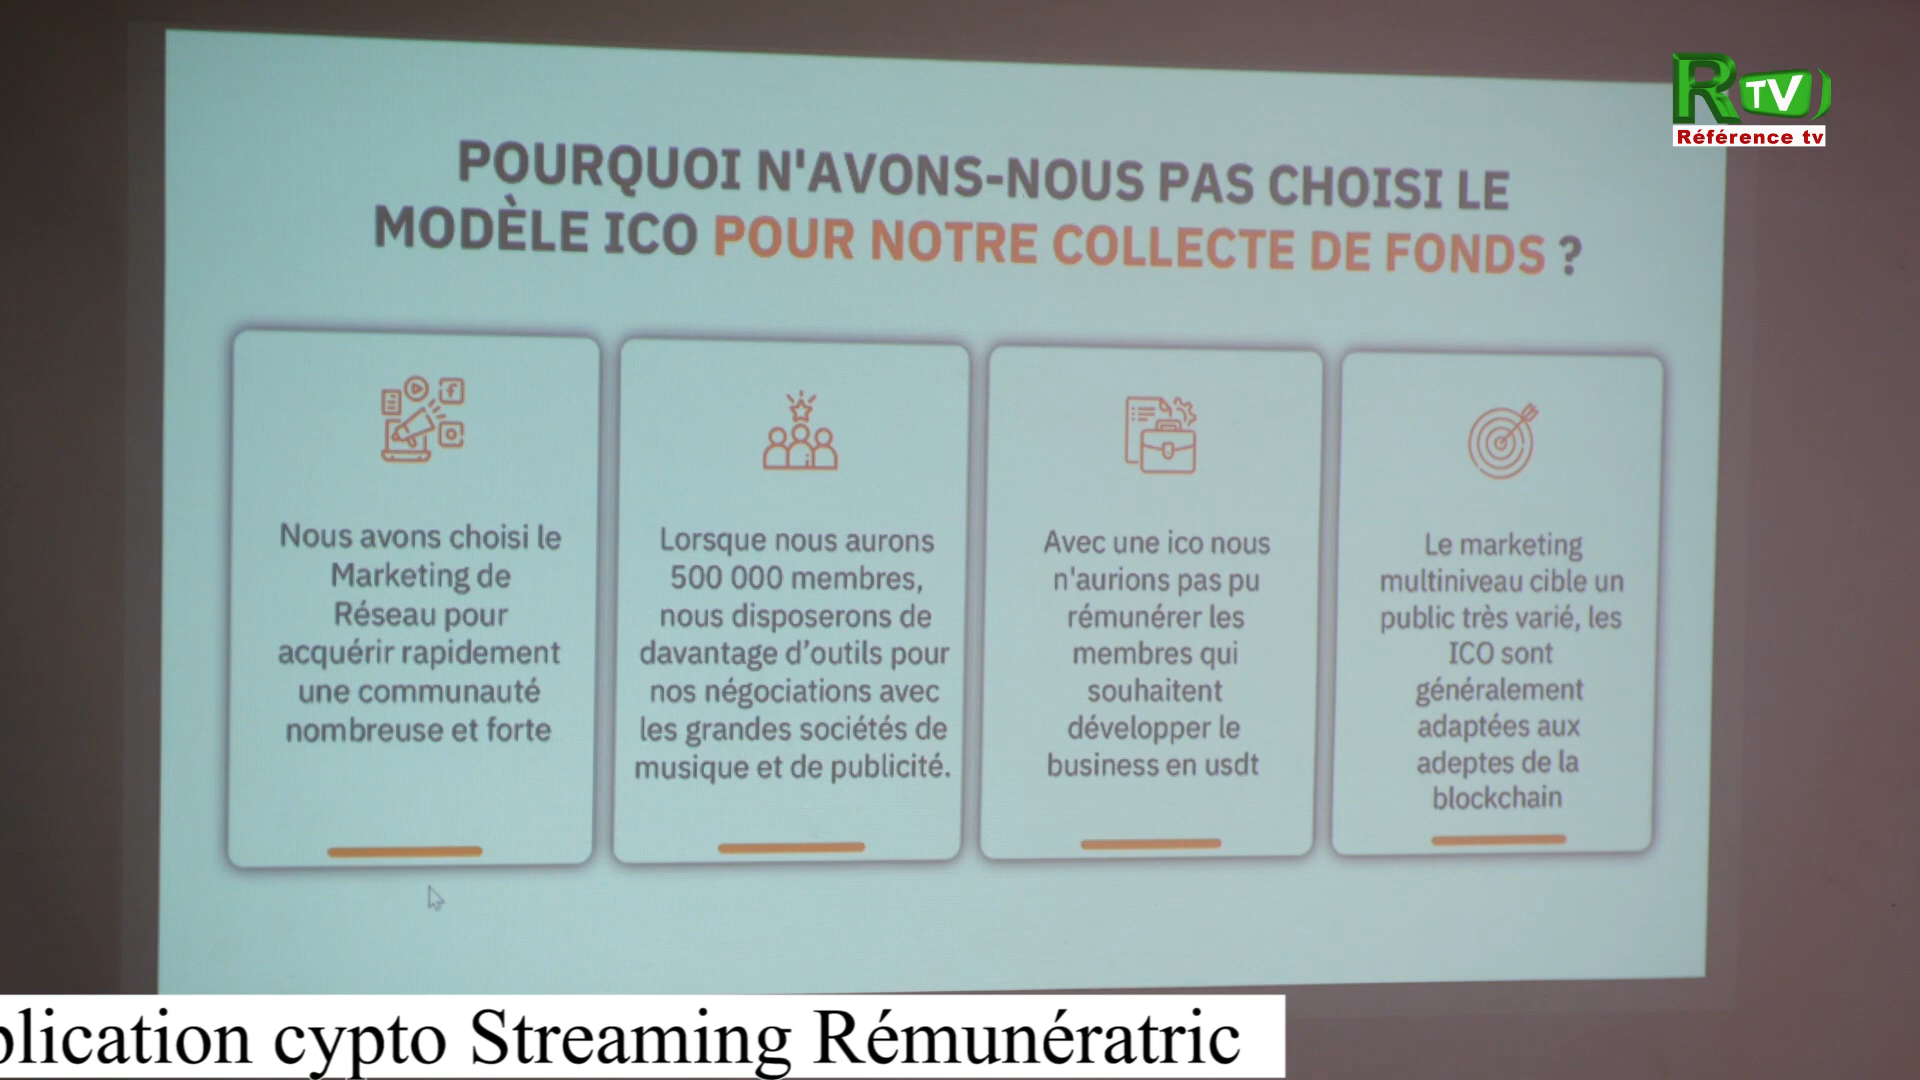 R TV
Référence tv
POURQUOI N'AVONS-NOUS PAS CHOISI LE
MODÈLE ICO POUR NOTRE COLLECTE DE FONDS ?
Nous avons choisi le
Marketing de
Réseau pour
acquérir rapidement
une communauté
nombreuse et forte
Lorsque nous aurons
500 000 membres,
nous disposerons de
davantage d’outils pour
nos négociations avec
les grandes sociétés de
musique et de publicité.
Avec une ico nous
n'aurions pas pu
rémunérer les
membres qui
souhaitent
développer le
business en usdt
Le marketing
multiniveau cible un
public très varié, les
ICO sont
généralement
adaptées aux
adeptes de la
blockchain
plication cypto Streaming Rémunératric